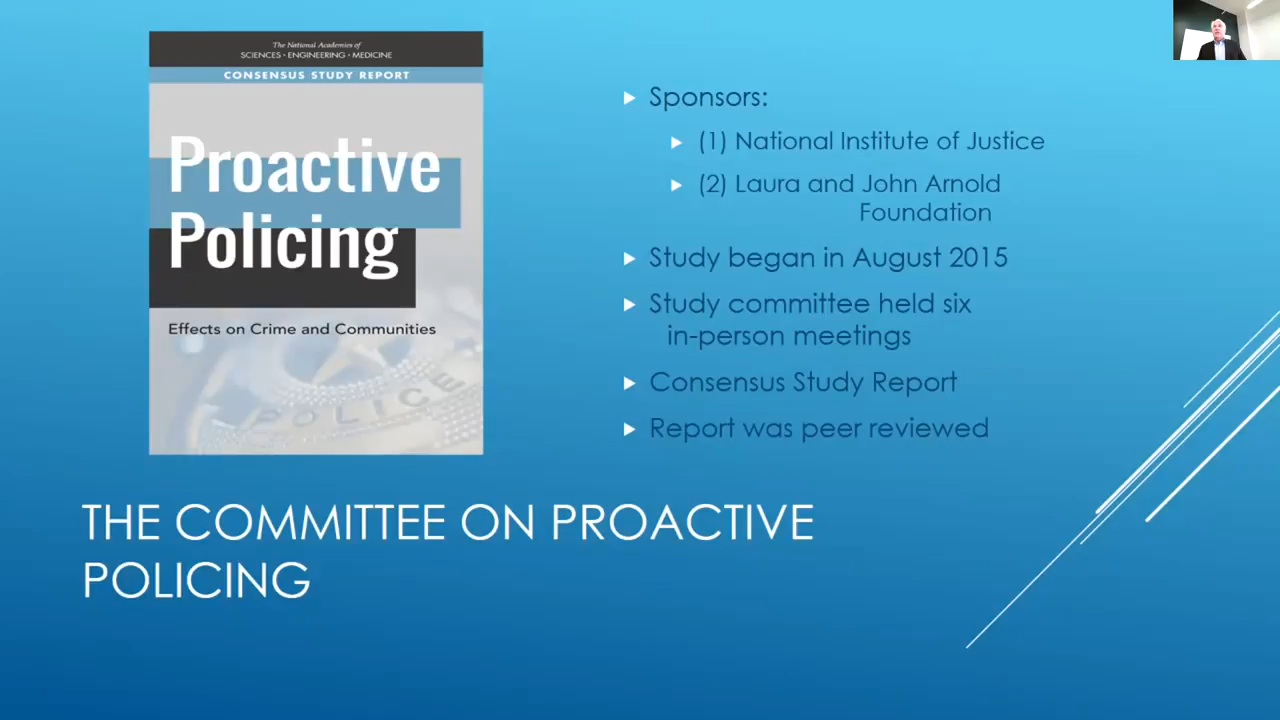 The National Academies of
SCIENCES • ENGINEERING • MEDICINE
CONSENSUS STUDY REPORT
Proactive
Policing
Effects on Crime and Communities
POLICE
Sponsors:
(1) National Institute of Justice
(2) Laura and John Arnold
Foundation
Study began in August 2015
Study committee held six
in-person meetings
Consensus Study Report
Report was peer reviewed
THE COMMITTEE ON PROACTIVE
POLICING